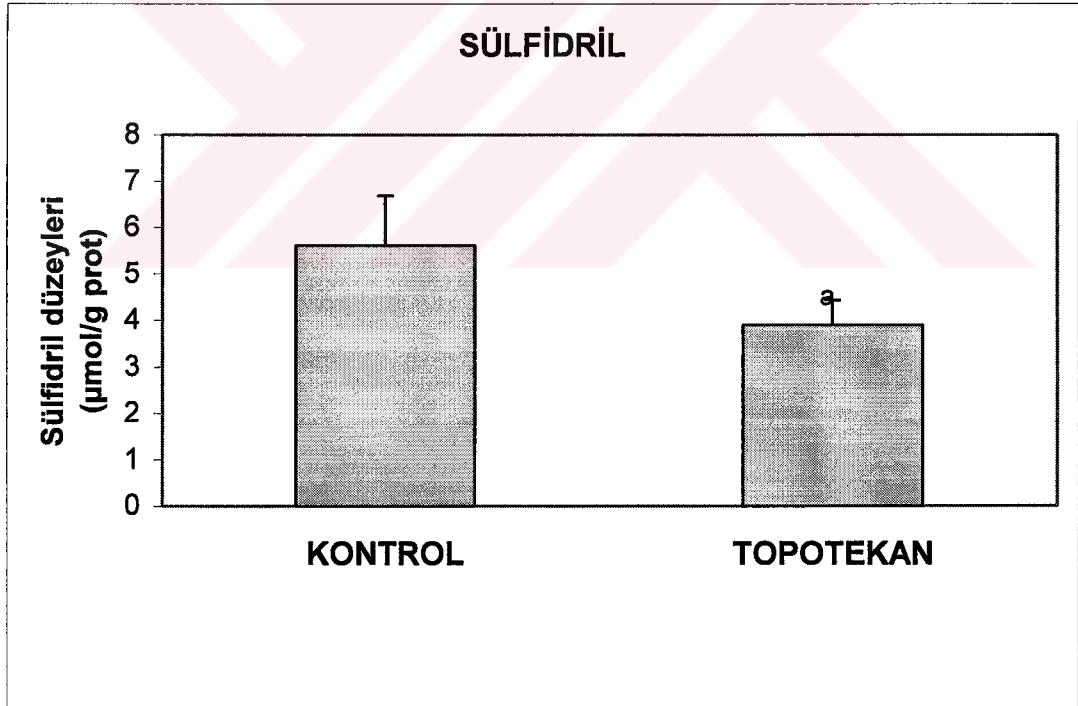 SÜLFİDRİL
Sülfidril düzeyleri
(µmol/g prot)
8
7
6
5
4
3
2
1
0
a
KONTROL
TOPOTEKAN